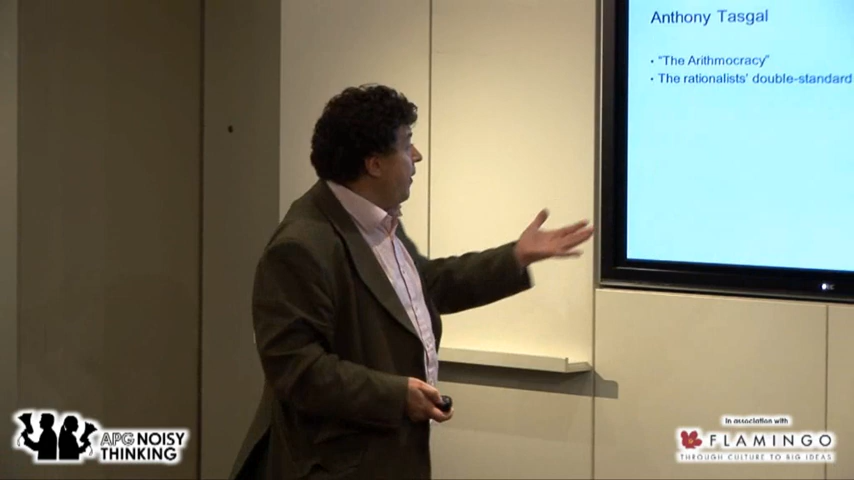 Anthony Tasgal
• "The Arithmocracy"
• The rationalists' double-standard
APG NOISY
THINKING
In association with
FLAMINGO
THROUGH CULTURE TO BIG IDEAS